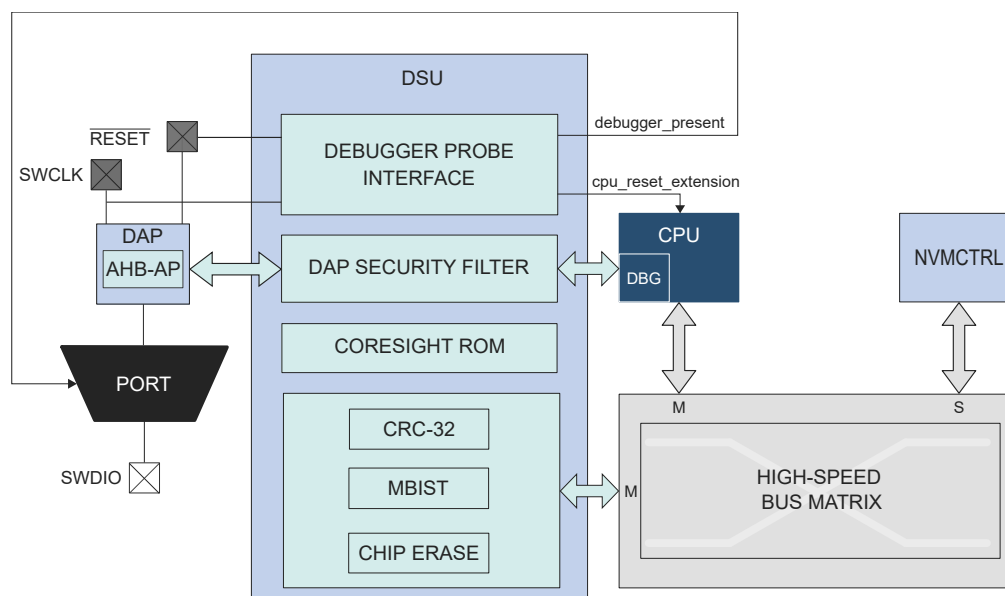 DSU
debugger_present
RESET
DEBUGGER PROBE
INTERFACE
SWCLK
cpu_reset_extension
DAP
CPU
AHB-AP
DAP SECURITY FILTER
DBG
NVMCTRL
CORESIGHT ROM
PORT
M
S
CRC-32
SWDIO
MBIST
M
HIGH-SPEED
BUS MATRIX
CHIP ERASE